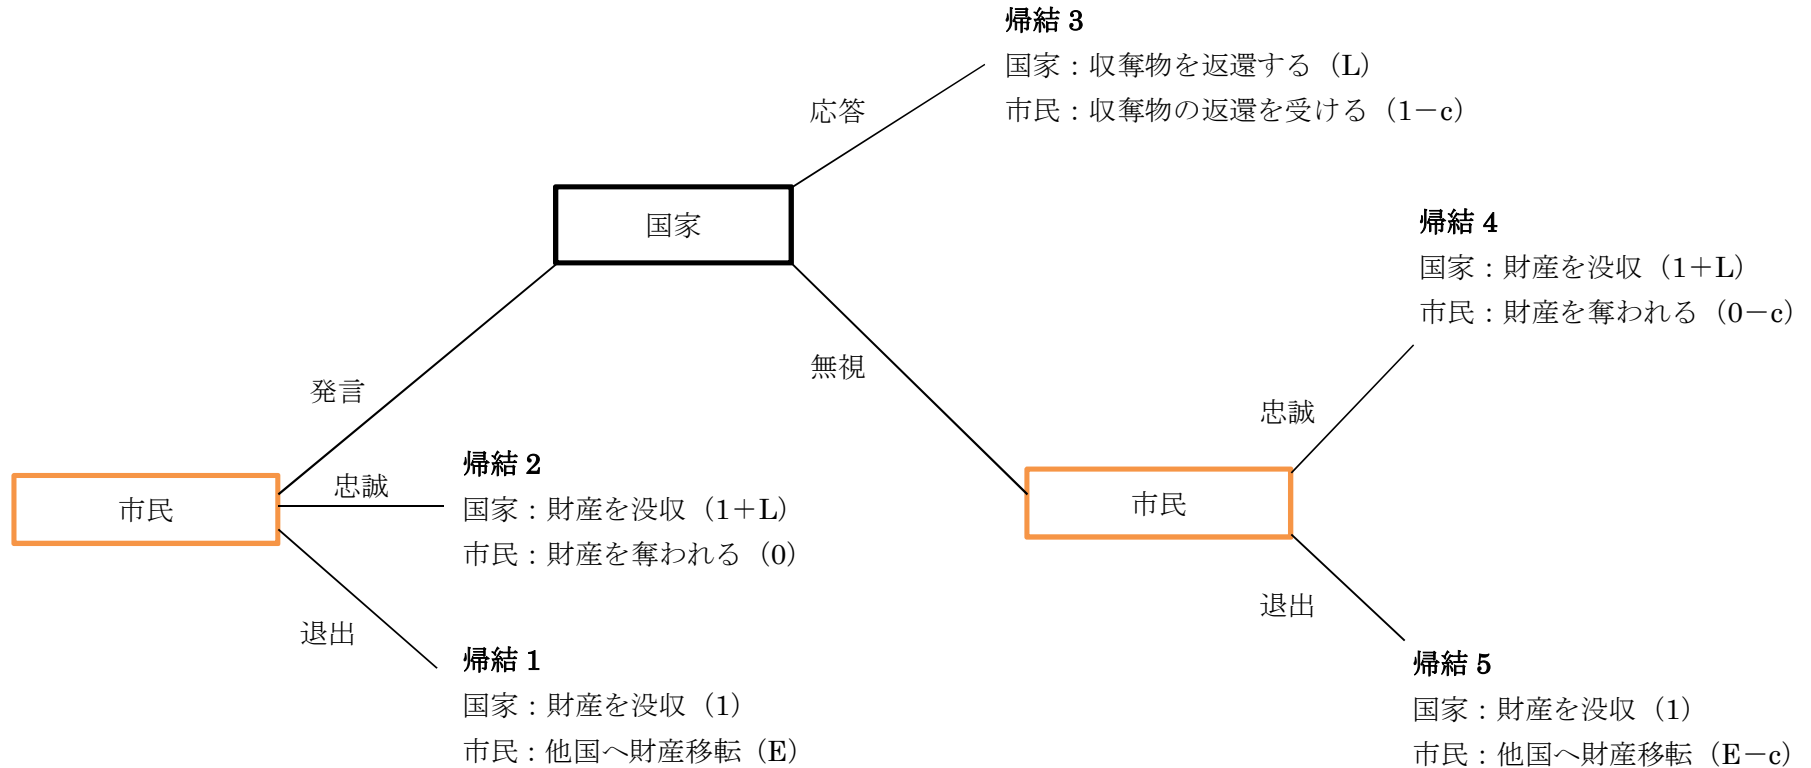 帰結 3
国家：収奪物を返還する（L）
市民：収奪物の返還を受ける（1－c）
応答
国家
帰結 4
国家：財産を没収（1＋L）
市民：財産を奪われる（0－c）
無視
発言
忠誠
帰結 2
国家：財産を没収（1＋L）
市民：財産を奪われる（0）
忠誠
市民
市民
退出
退出
帰結 1
国家：財産を没収（1）
市民：他国へ財産移転（E）
帰結 5
国家：財産を没収（1）
市民：他国へ財産移転（E－c）